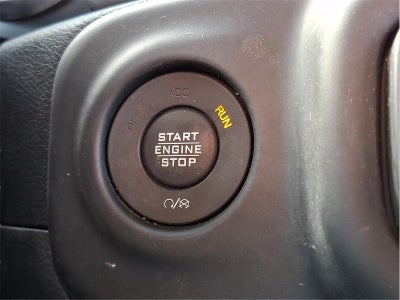 OFF
ACC
RUN
START
ENGINE
STOP